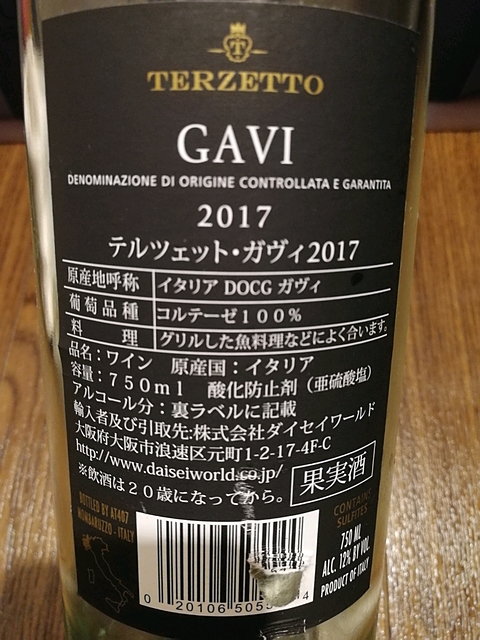 TERZETTO
GAVI
DENOMINAZIONE DI ORIGINE CONTROLLATA E GARANTITA
2017
テルツェット・ガヴィ2017
原産地呼称 イタリア DOCG ガヴィ
葡萄品種 コルテーゼ100%
料理 グリルした魚料理などによく合います。
品名：ワイン 原産国：イタリア
容量：750ml 酸化防止剤（亜硫酸塩）
アルコール分：裏ラベルに記載
輸入者及び引取先:株式会社ダイセイワールド
大阪府大阪市浪速区元町1-2-17-4F-C
http://www.daiseiworld.co.jp/
※飲酒は20歳になってから。
果実酒
BOTTLED BY AT407
MOMBARUZZO - ITALY
CONTAINS
SULFITES
750 ML
ALC. 12% BY VOL.
PRODUCT OF ITALY
0 20106 505